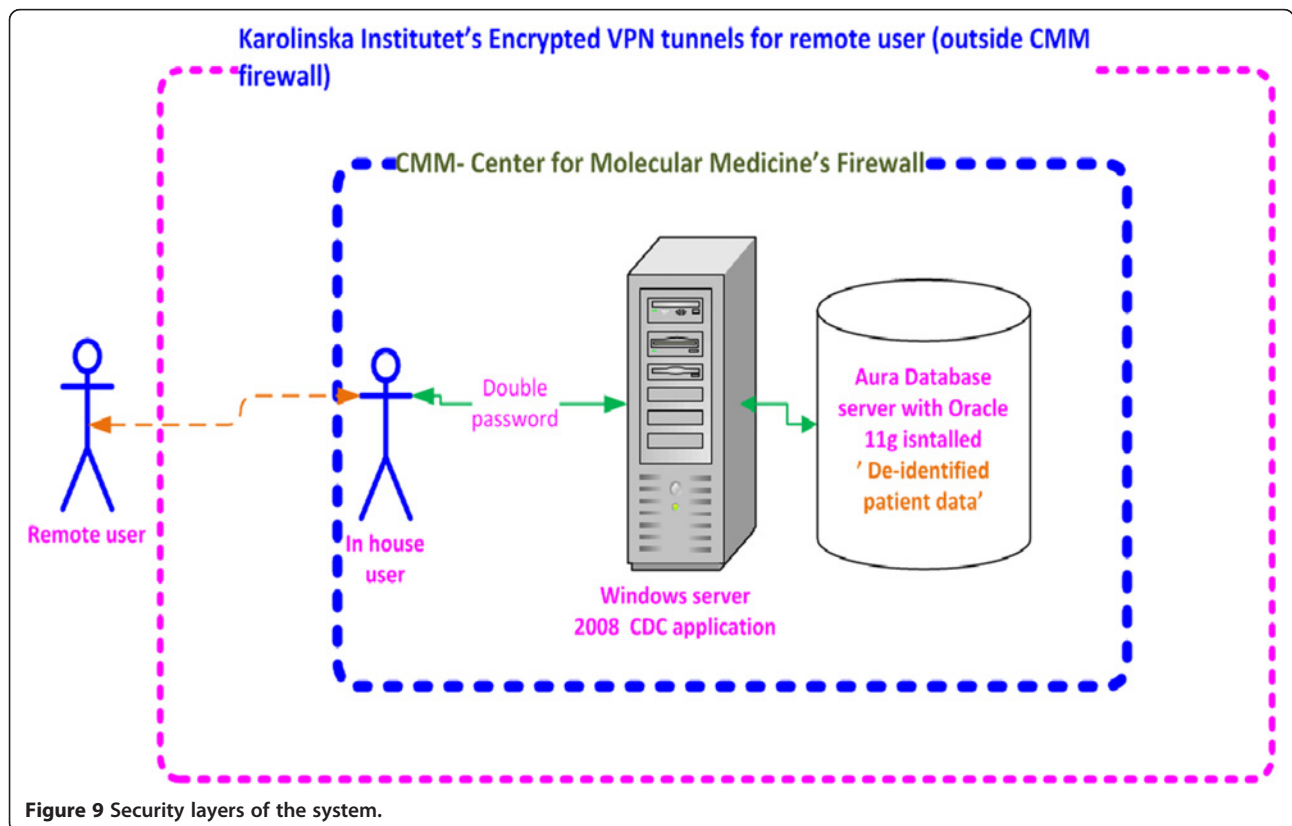 Karolinska Institutet's Encrypted VPN tunnels for remote user (outside CMM
firewall)
CMM- Center for Molecular Medicine's Firewall
Double
password
Aura Database
server with Oracle
11g isntalled
' De-identified
patient data'
Remote user
In house
user
Windows server
2008 CDC application
Figure 9 Security layers of the system.